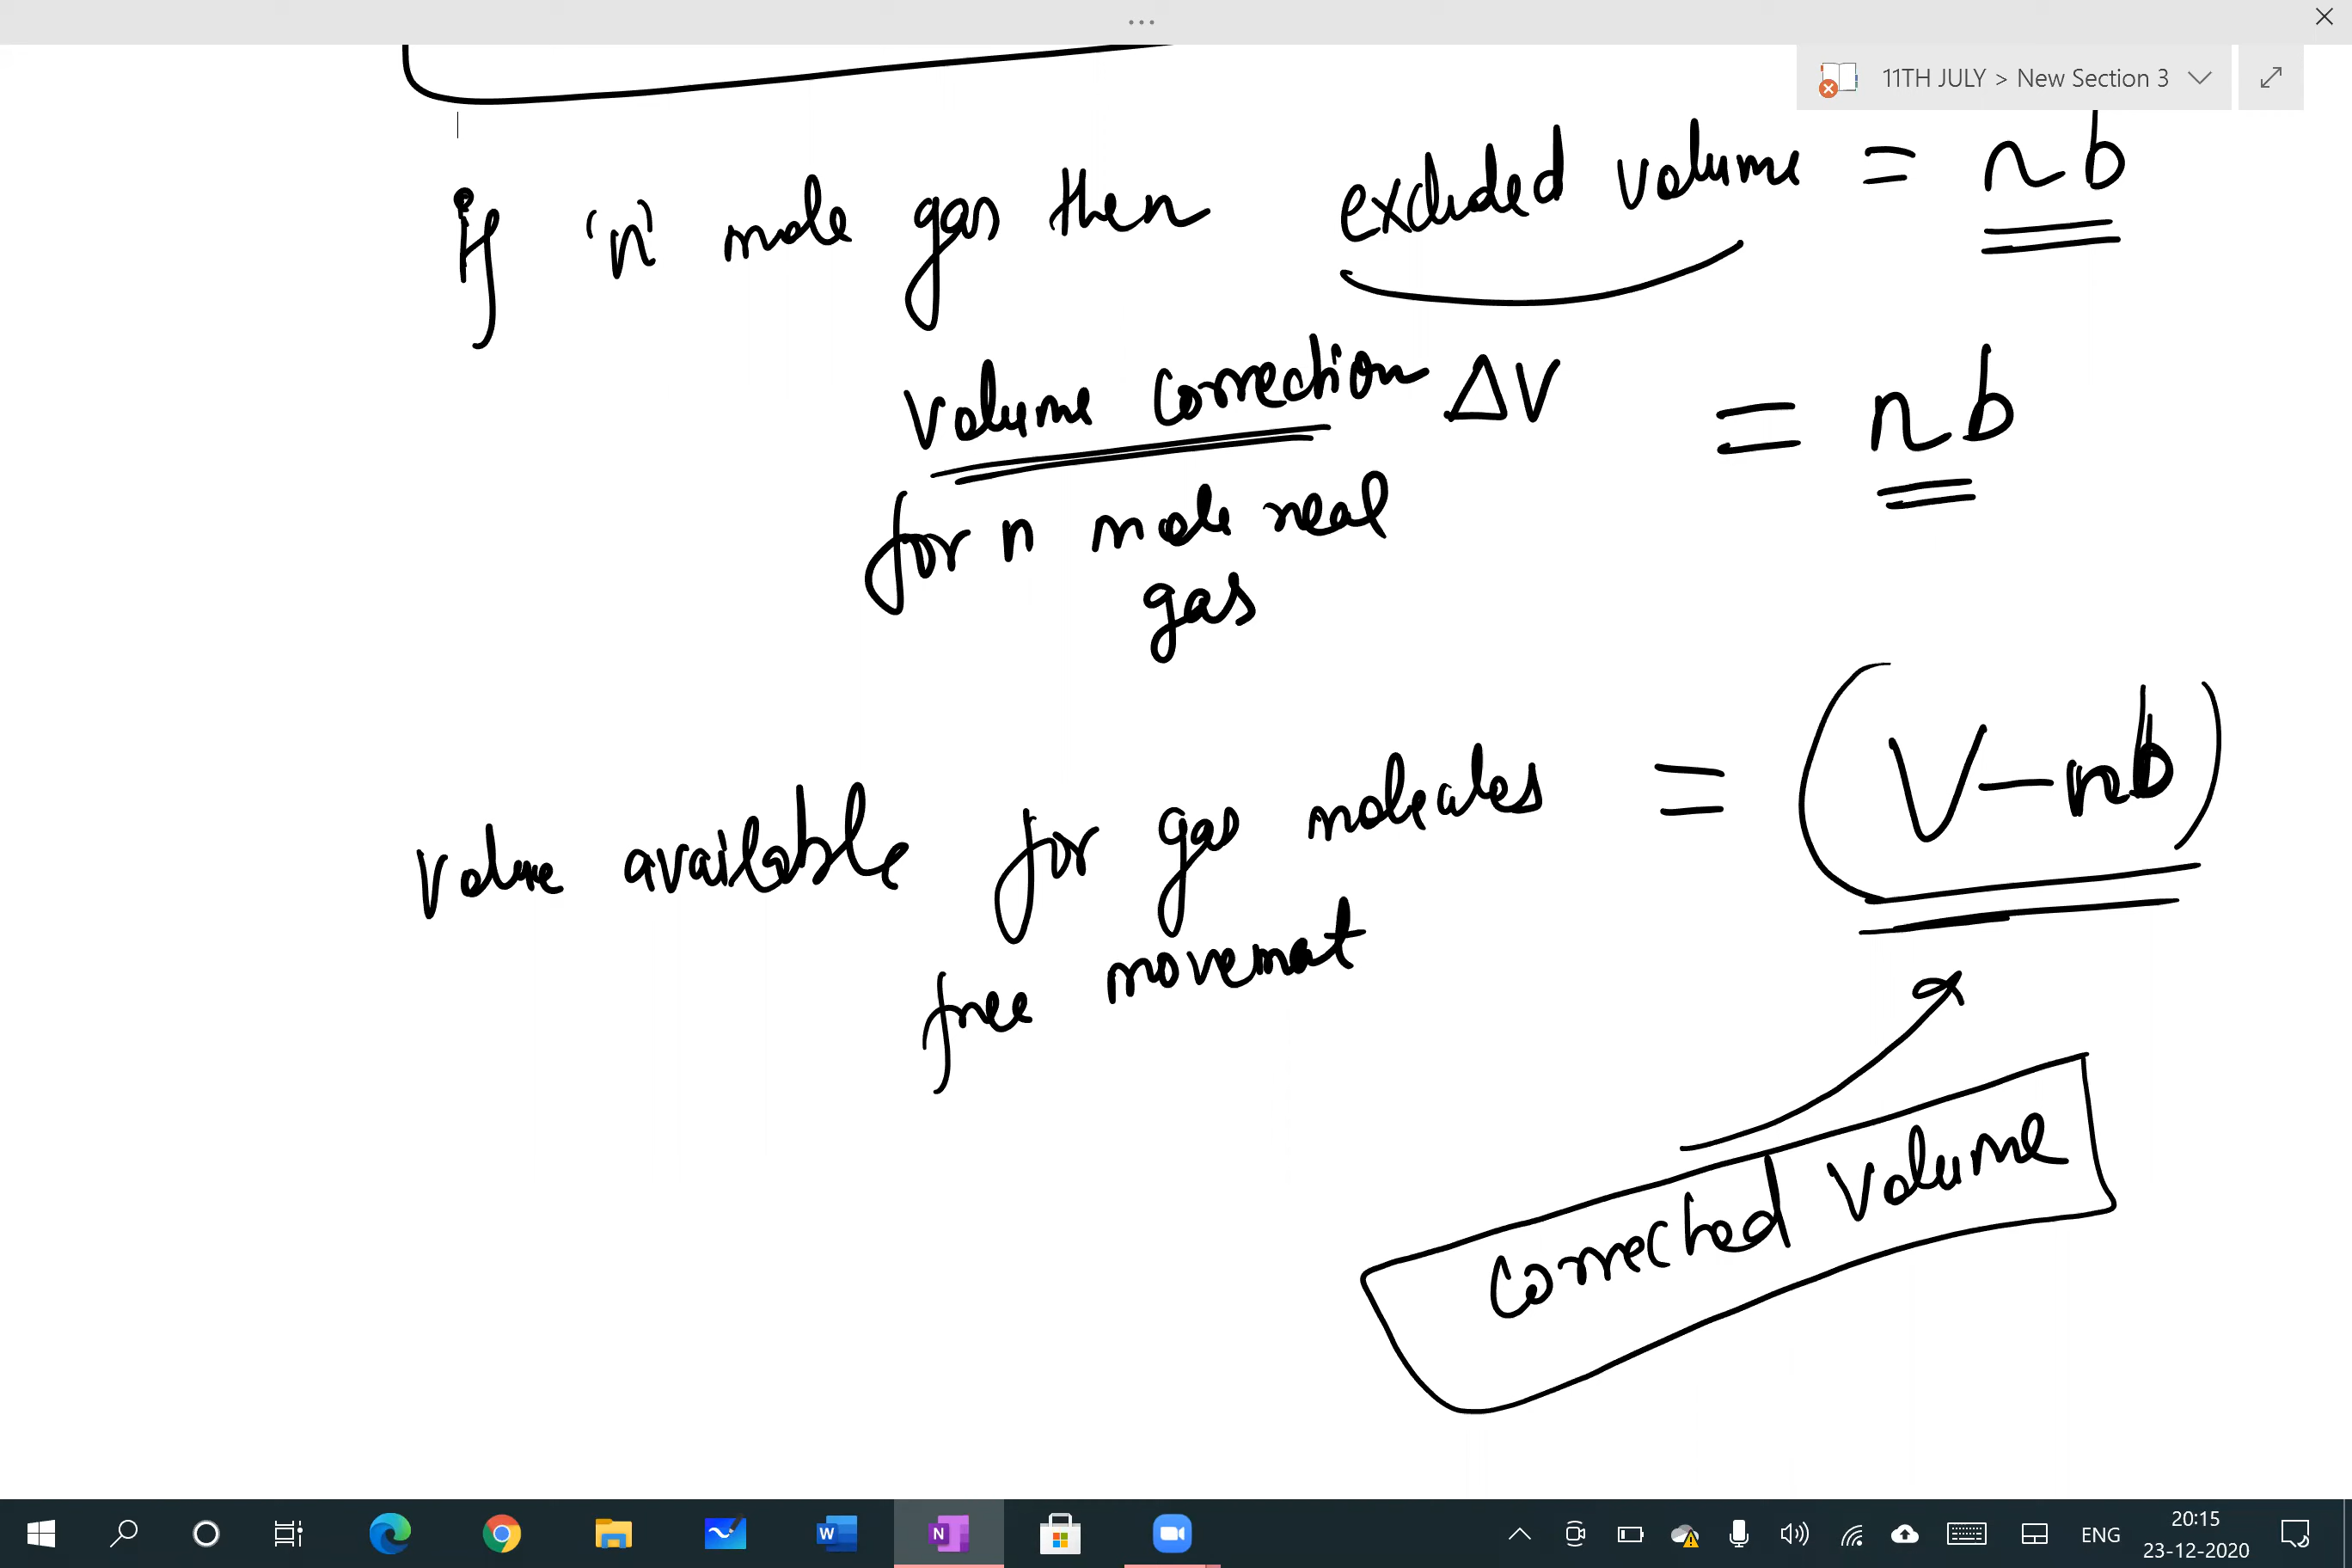 11TH JULY > New Section 3
if 'n' mole gas then excluded volume = nb
volume correction ΔV = nb
for n mole real
gas
Volume available for gas molecules = (V-nb)
free movement
Corrected Volume
ENG
20:15
23-12-2020